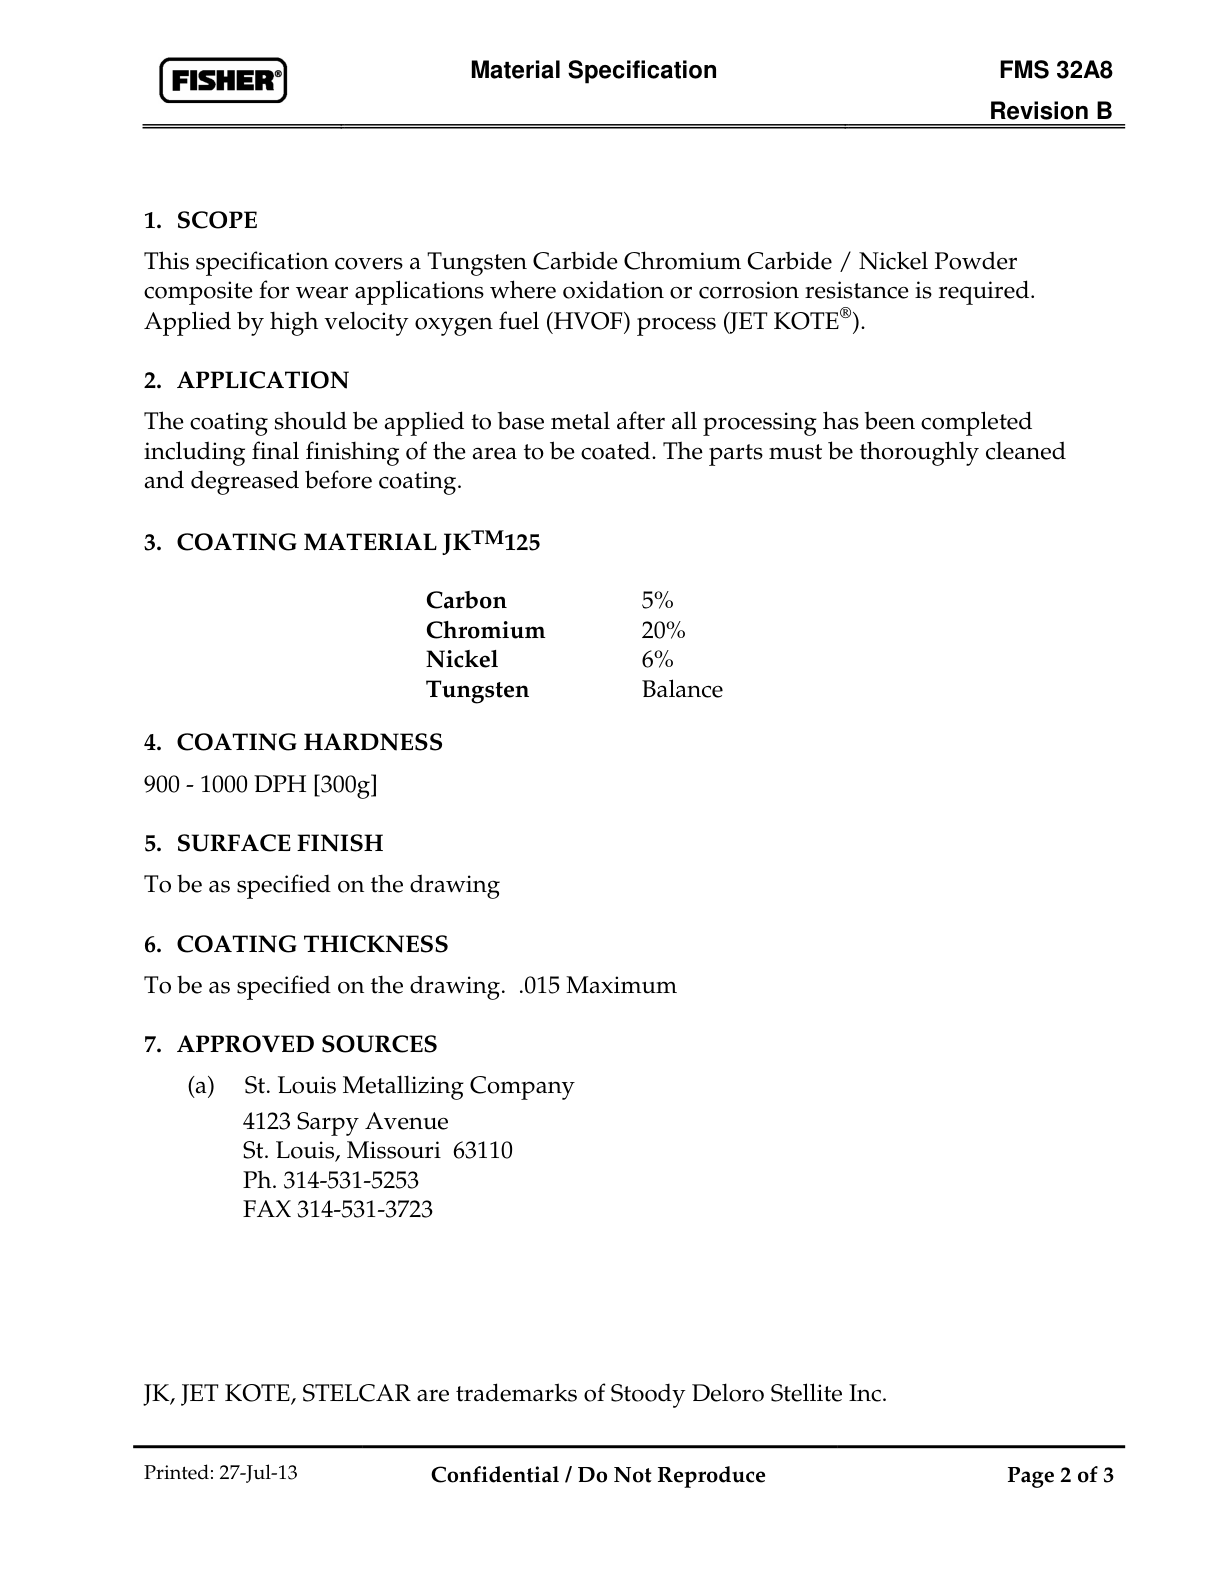 FISHER®
Material Specification
FMS 32A8
Revision B
1. SCOPE
This specification covers a Tungsten Carbide Chromium Carbide / Nickel Powder
composite for wear applications where oxidation or corrosion resistance is required.
Applied by high velocity oxygen fuel (HVOF) process (JET KOTE®).
2. APPLICATION
The coating should be applied to base metal after all processing has been completed
including final finishing of the area to be coated. The parts must be thoroughly cleaned
and degreased before coating.
3. COATING MATERIAL JK™125
Carbon 5%
Chromium 20%
Nickel 6%
Tungsten Balance
4. COATING HARDNESS
900 - 1000 DPH [300g]
5. SURFACE FINISH
To be as specified on the drawing
6. COATING THICKNESS
To be as specified on the drawing.  .015 Maximum
7. APPROVED SOURCES
(a) St. Louis Metallizing Company
4123 Sarpy Avenue
St. Louis, Missouri  63110
Ph. 314-531-5253
FAX 314-531-3723
JK, JET KOTE, STELCAR are trademarks of Stoody Deloro Stellite Inc.
Printed: 27-Jul-13
Confidential / Do Not Reproduce
Page 2 of 3